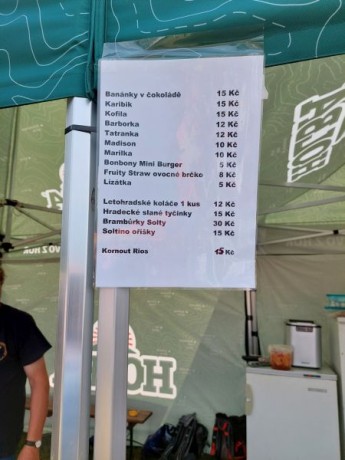 Banánky v čokoládě 15 Kč
Karibik 15 Kč
Kofila 15 Kč
Barborka 12 Kč
Tatranka 12 Kč
Madison 10 Kč
Marilka 10 Kč
Bonbony Mini Burger 5 Kč
Fruity Straw ovocné brčko 8 Kč
Lízátka 5 Kč
Letohradské koláče 1 kus 12 Kč
Hradecké slané tyčinky 15 Kč
Brambůrky Solty 30 Kč
Soltino oříšky 15 Kč
Kornout Rios 15 Kč